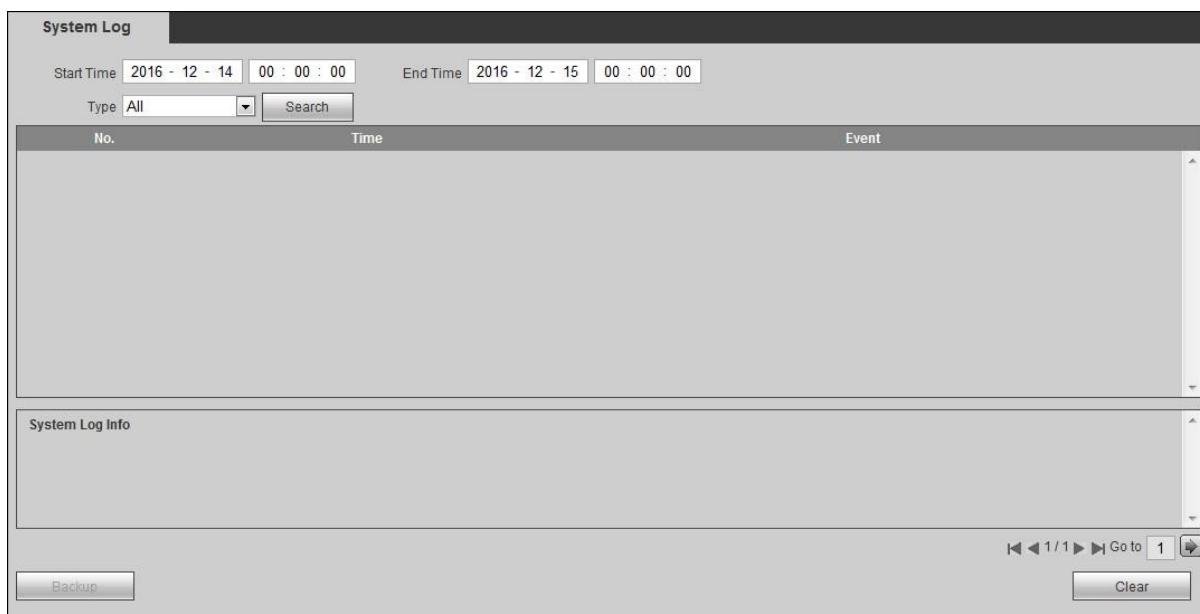 System Log
Start Time 2016 - 12 - 14 00 : 00 : 00 End Time 2016 - 12 - 15 00 : 00 : 00
Type All Search
No. Time Event
System Log Info
1 / 1 Go to 1
Backup Clear